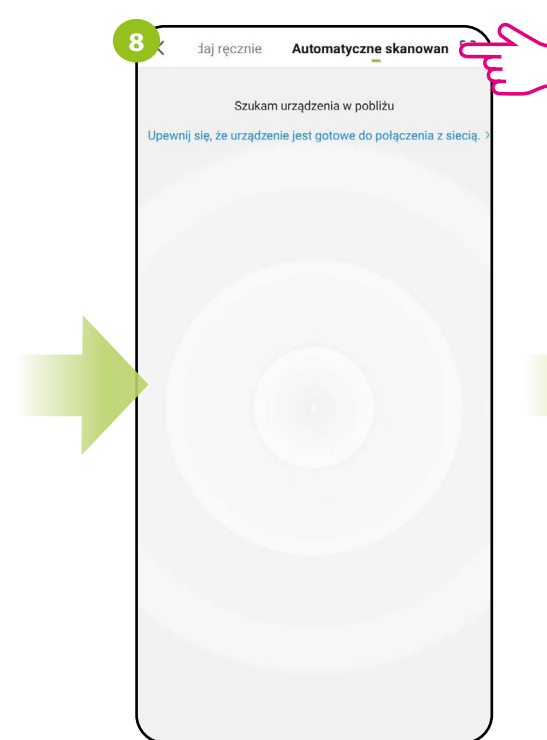 8
daj ręcznie Automatyczne skanowan
Szukam urządzenia w pobliżu
Upewnij się, że urządzenie jest gotowe do połączenia z siecią. >